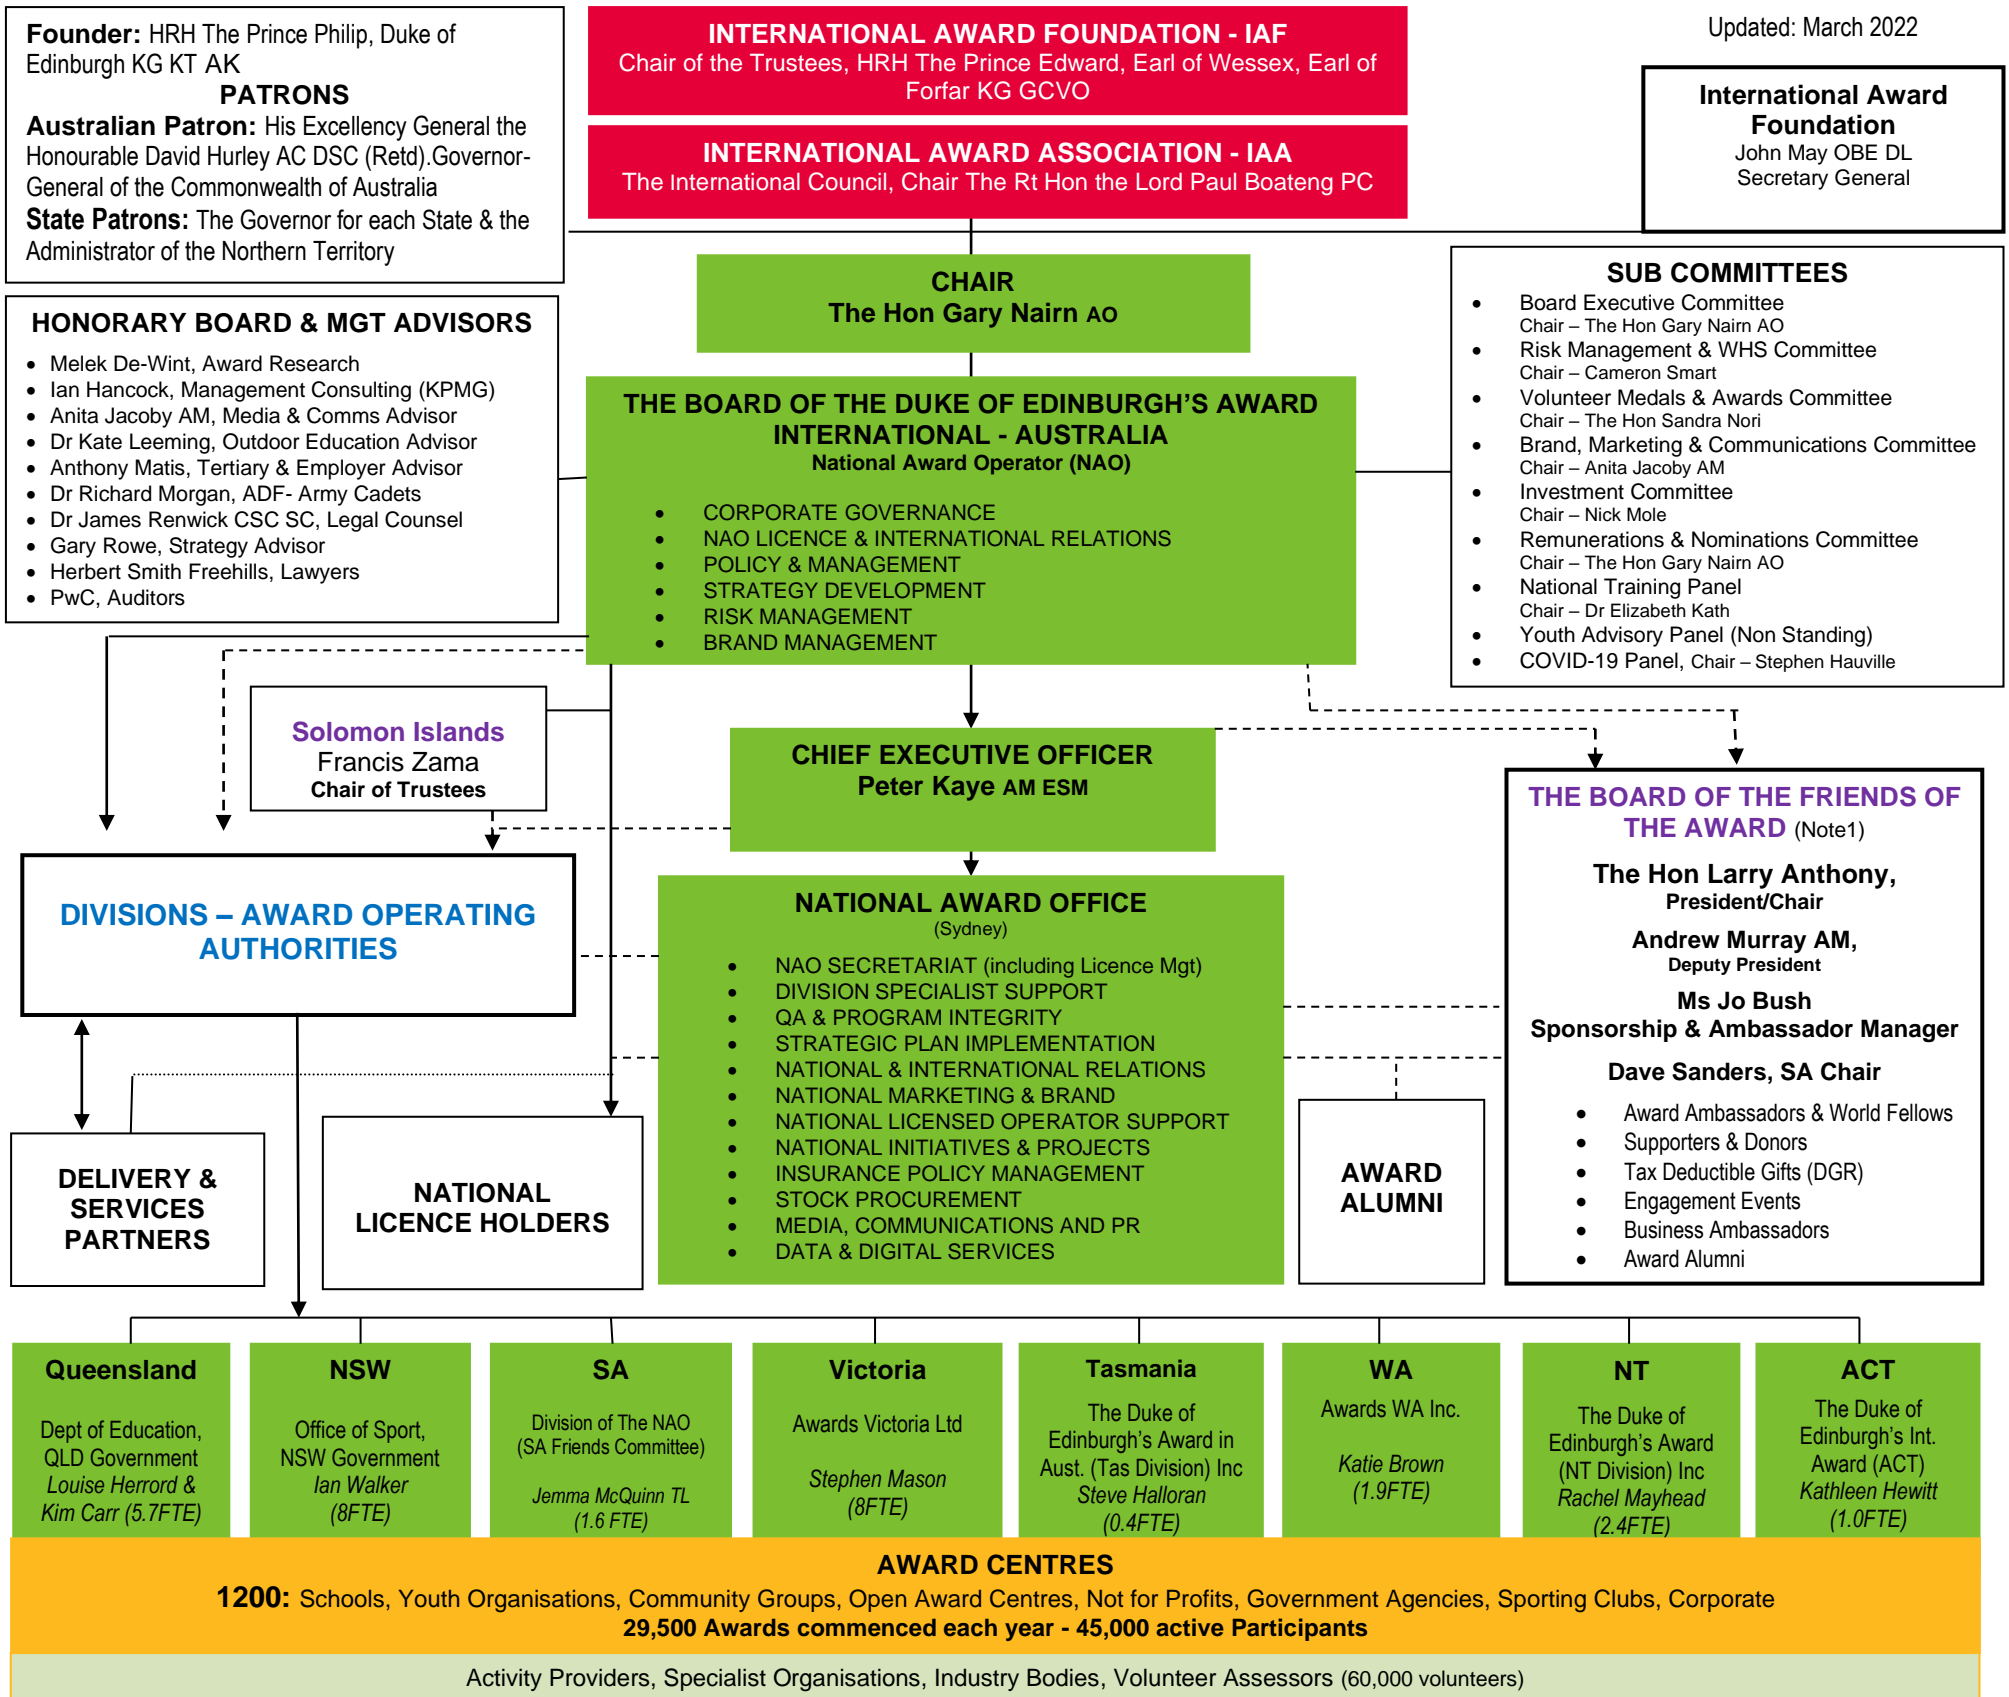 Founder: HRH The Prince Philip, Duke of
Edinburgh KG KT AK
PATRONS
Australian Patron: His Excellency General the
Honourable David Hurley AC DSC (Retd).Governor-
General of the Commonwealth of Australia
State Patrons: The Governor for each State & the
Administrator of the Northern Territory
INTERNATIONAL AWARD FOUNDATION - IAF
Chair of the Trustees, HRH The Prince Edward, Earl of Wessex, Earl of
Forfar KG GCVO
INTERNATIONAL AWARD ASSOCIATION - IAA
The International Council, Chair The Rt Hon the Lord Paul Boateng PC
Updated: March 2022
International Award
Foundation
John May OBE DL
Secretary General
CHAIR
The Hon Gary Nairn AO
HONORARY BOARD & MGT ADVISORS
• Melek De-Wint, Award Research
• Ian Hancock, Management Consulting (KPMG)
• Anita Jacoby AM, Media & Comms Advisor
• Dr Kate Leeming, Outdoor Education Advisor
• Anthony Matis, Tertiary & Employer Advisor
• Dr Richard Morgan, ADF- Army Cadets
• Dr James Renwick CSC SC, Legal Counsel
• Gary Rowe, Strategy Advisor
• Herbert Smith Freehills, Lawyers
• PwC, Auditors
THE BOARD OF THE DUKE OF EDINBURGH'S AWARD
INTERNATIONAL - AUSTRALIA
National Award Operator (NAO)
• CORPORATE GOVERNANCE
• NAO LICENCE & INTERNATIONAL RELATIONS
• POLICY & MANAGEMENT
• STRATEGY DEVELOPMENT
• RISK MANAGEMENT
• BRAND MANAGEMENT
SUB COMMITTEES
• Board Executive Committee
Chair – The Hon Gary Nairn AO
• Risk Management & WHS Committee
Chair – Cameron Smart
• Volunteer Medals & Awards Committee
Chair – The Hon Sandra Nori
• Brand, Marketing & Communications Committee
Chair – Anita Jacoby AM
• Investment Committee
Chair – Nick Mole
• Remunerations & Nominations Committee
Chair – The Hon Gary Nairn AO
• National Training Panel
Chair – Dr Elizabeth Kath
• Youth Advisory Panel (Non Standing)
• COVID-19 Panel, Chair – Stephen Hauville
Solomon Islands
Francis Zama
Chair of Trustees
CHIEF EXECUTIVE OFFICER
Peter Kaye AM ESM
DIVISIONS – AWARD OPERATING
AUTHORITIES
NATIONAL AWARD OFFICE
(Sydney)
• NAO SECRETARIAT (including Licence Mgt)
• DIVISION SPECIALIST SUPPORT
• QA & PROGRAM INTEGRITY
• STRATEGIC PLAN IMPLEMENTATION
• NATIONAL & INTERNATIONAL RELATIONS
• NATIONAL MARKETING & BRAND
• NATIONAL LICENSED OPERATOR SUPPORT
• NATIONAL INITIATIVES & PROJECTS
• INSURANCE POLICY MANAGEMENT
• STOCK PROCUREMENT
• MEDIA, COMMUNICATIONS AND PR
• DATA & DIGITAL SERVICES
THE BOARD OF THE FRIENDS OF
THE AWARD (Note1)
The Hon Larry Anthony,
President/Chair
Andrew Murray AM,
Deputy President
Ms Jo Bush
Sponsorship & Ambassador Manager
Dave Sanders, SA Chair
• Award Ambassadors & World Fellows
• Supporters & Donors
• Tax Deductible Gifts (DGR)
• Engagement Events
• Business Ambassadors
• Award Alumni
DELIVERY &
SERVICES
PARTNERS
NATIONAL
LICENCE HOLDERS
AWARD
ALUMNI
Queensland
Dept of Education,
QLD Government
Louise Herrord &
Kim Carr (5.7FTE)
NSW
Office of Sport,
NSW Government
Ian Walker
(8FTE)
SA
Division of The NAO
(SA Friends Committee)
Jemma McQuinn TL
(1.6 FTE)
Victoria
Awards Victoria Ltd
Stephen Mason
(8FTE)
Tasmania
The Duke of
Edinburgh's Award in
Aust. (Tas Division) Inc
Steve Halloran
(0.4FTE)
WA
Awards WA Inc.
Katie Brown
(1.9FTE)
NT
The Duke of
Edinburgh's Award
(NT Division) Inc
Rachel Mayhead
(2.4FTE)
ACT
The Duke of
Edinburgh's Int.
Award (ACT)
Kathleen Hewitt
(1.0FTE)
AWARD CENTRES
1200: Schools, Youth Organisations, Community Groups, Open Award Centres, Not for Profits, Government Agencies, Sporting Clubs, Corporate
29,500 Awards commenced each year - 45,000 active Participants
Activity Providers, Specialist Organisations, Industry Bodies, Volunteer Assessors (60,000 volunteers)